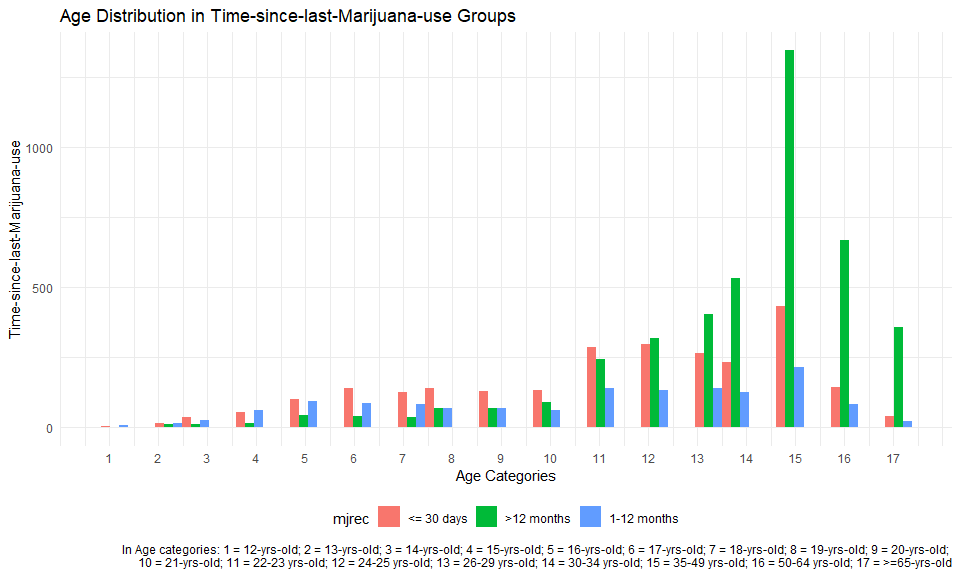 Age Distribution in Time-since-last-Marijuana-use Groups
Time-since-last-Marijuana-use
1000
500
0
1 2 3 4 5 6 7 8 9 10 11 12 13 14 15 16 17
Age Categories
mjrec <= 30 days >12 months 1-12 months
In Age categories: 1 = 12-yrs-old; 2 = 13-yrs-old; 3 = 14-yrs-old; 4 = 15-yrs-old; 5 = 16-yrs-old; 6 = 17-yrs-old; 7 = 18-yrs-old; 8 = 19-yrs-old; 9 = 20-yrs-old;
10 = 21-yrs-old; 11 = 22-23 yrs-old; 12 = 24-25 yrs-old; 13 = 26-29 yrs-old; 14 = 30-34 yrs-old; 15 = 35-49 yrs-old; 16 = 50-64 yrs-old; 17 = >=65-yrs-old